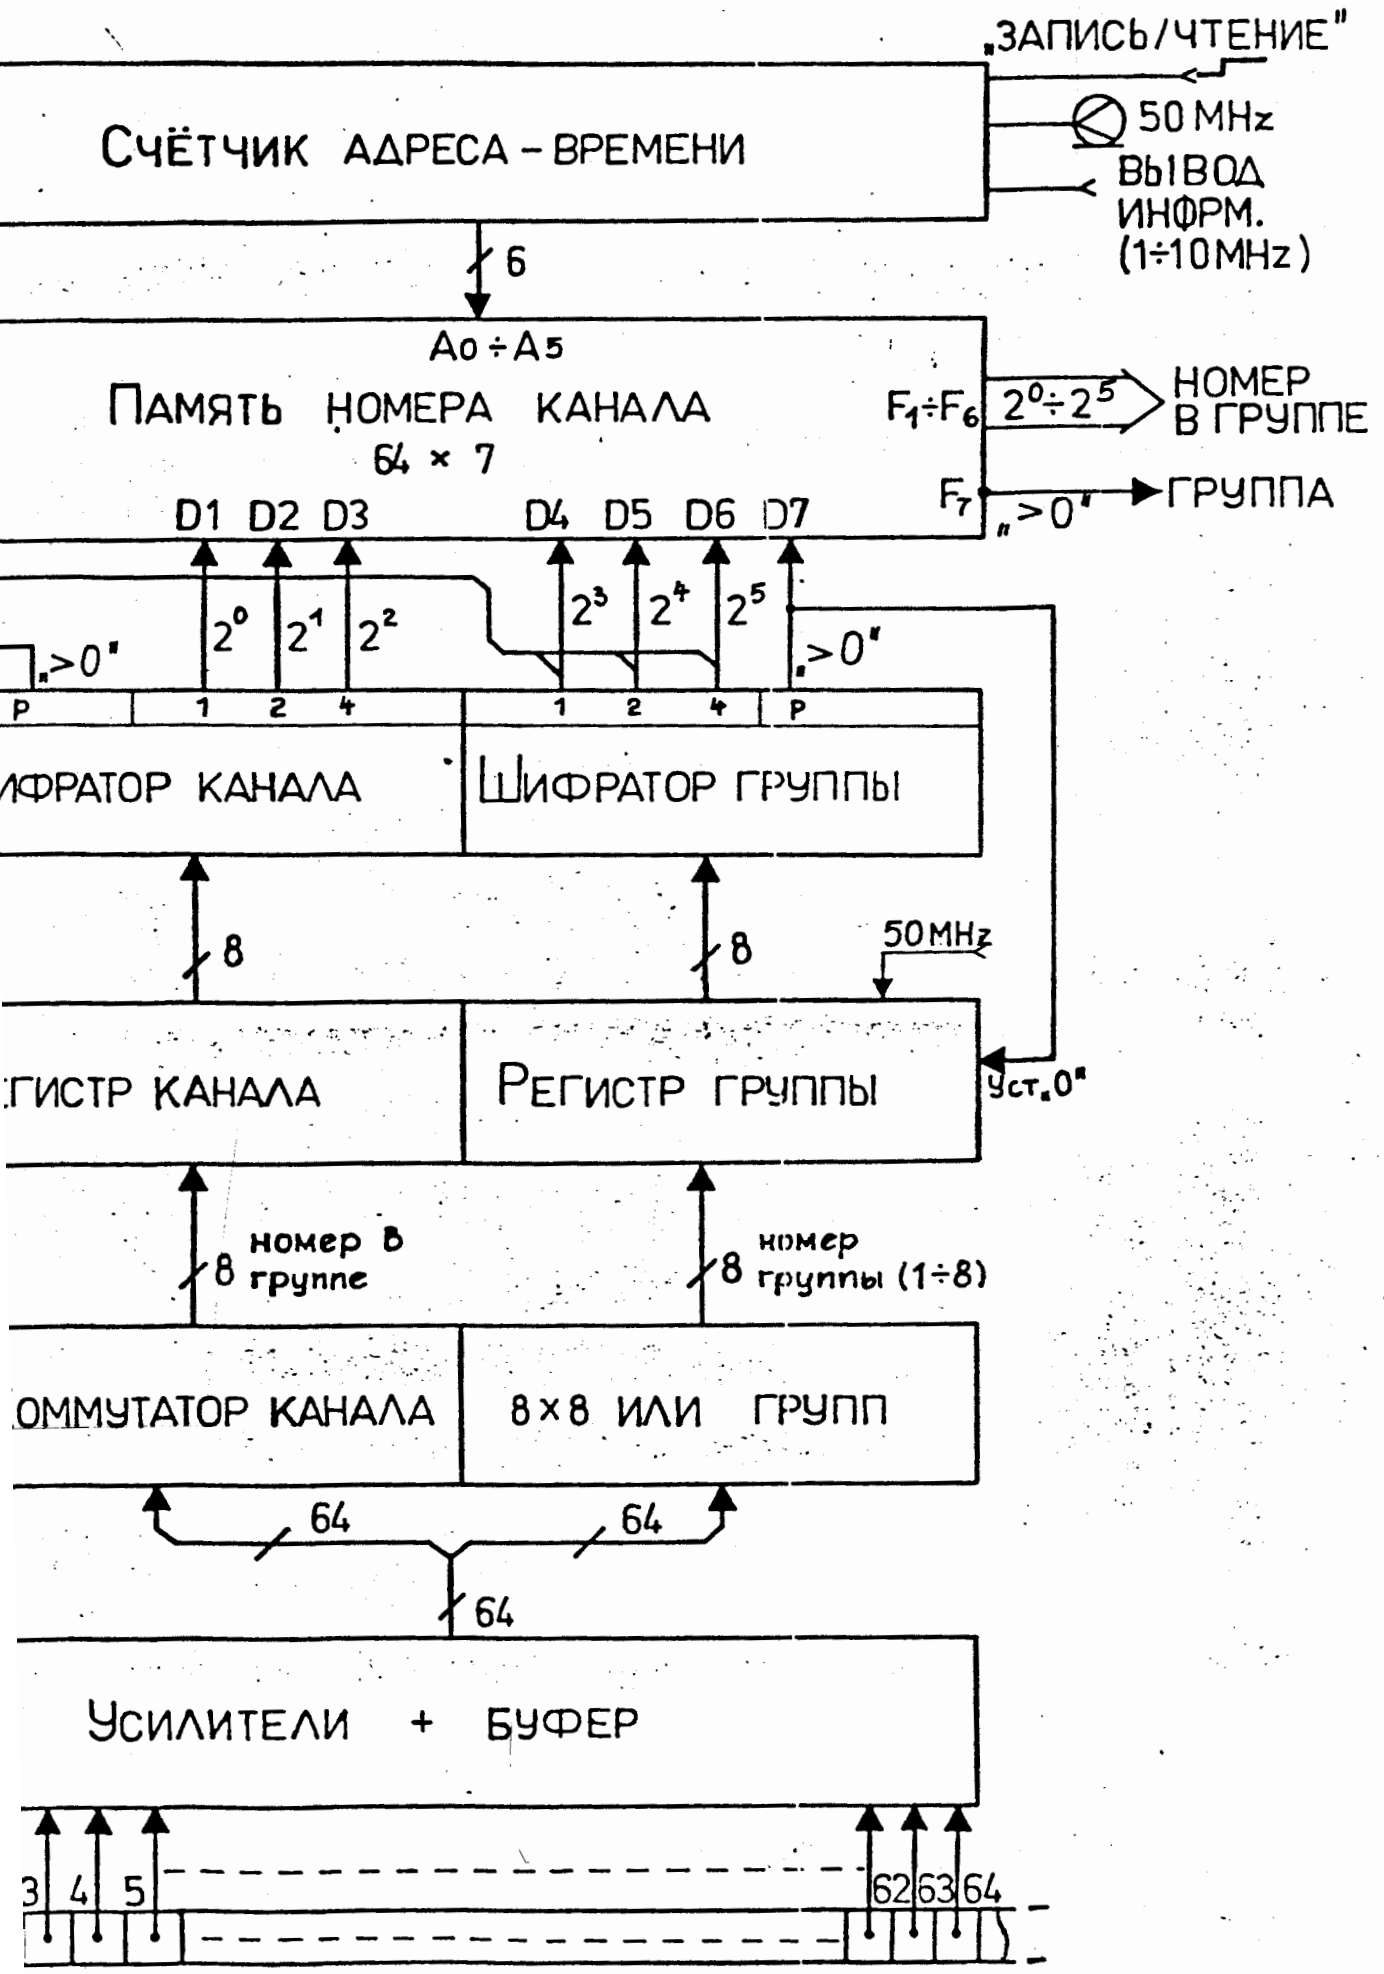 „ЗАПИСЬ/ЧТЕНИЕ"
50 MHz
СЧЁТЧИК АДРЕСА – ВРЕМЕНИ
ВЫВОД
ИНФРМ.
(1÷10 MHz)
6
A0 ÷ A5
ПАМЯТЬ НОМЕРА КАНАЛА
64 × 7
F1÷F6
2⁰÷2⁵
НОМЕР
В ГРУППЕ
F7
„>0"
ГРУППА
D1 D2 D3 D4 D5 D6 D7
2⁰ 2¹ 2² 2³ 2⁴ 2⁵
„>0" „>0"
P 1 2 4 1 2 4 P
ИФРАТОР КАНАЛА
ШИФРАТОР ГРУППЫ
8 8
50 MHz
ГИСТР КАНАЛА
РЕГИСТР ГРУППЫ
Уст„0"
8 номер в
группе
8 номер
группы (1÷8)
ОММУТАТОР КАНАЛА
8×8 ИЛИ ГРУПП
64 64
64
УСИЛИТЕЛИ + БУФЕР
3 4 5 62 63 64